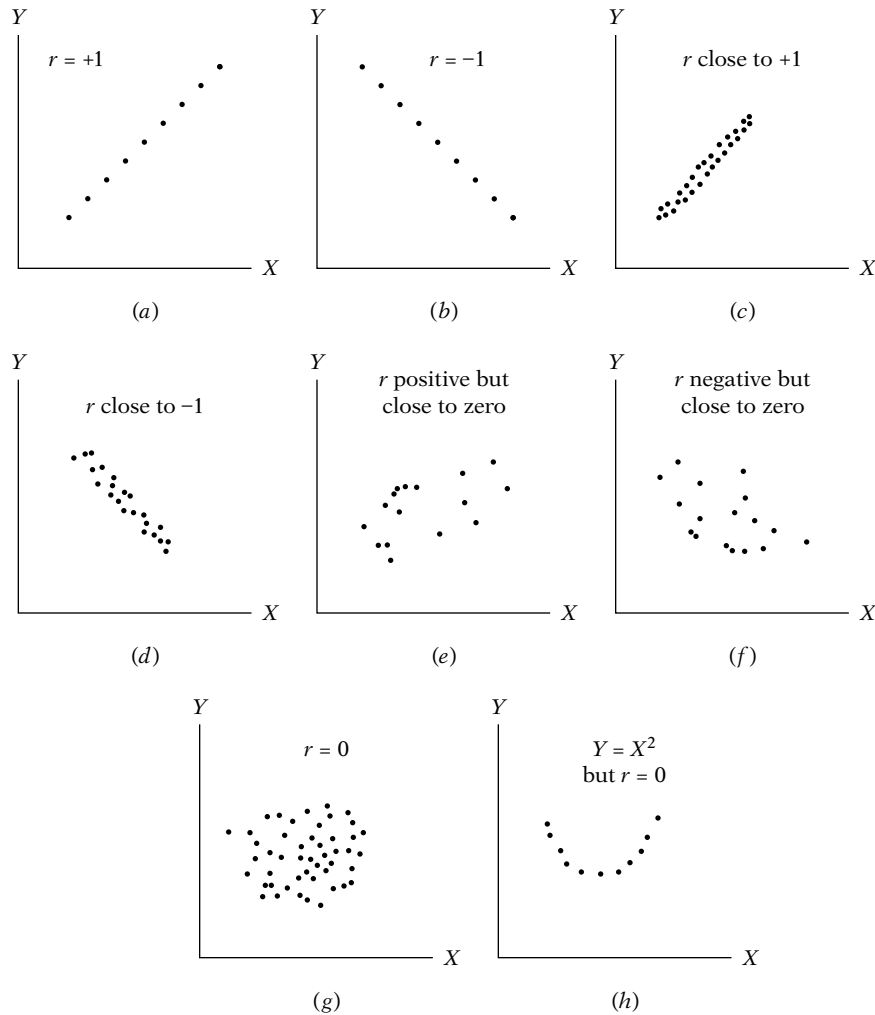 Y
Y
Y
r = +1
r = −1
r close to +1
X
X
X
(a)
(b)
(c)
Y
Y
Y
r close to −1
r positive but
close to zero
r negative but
close to zero
X
X
X
(d)
(e)
(f)
Y
Y
r = 0
Y = X²
but r = 0
X
X
(g)
(h)